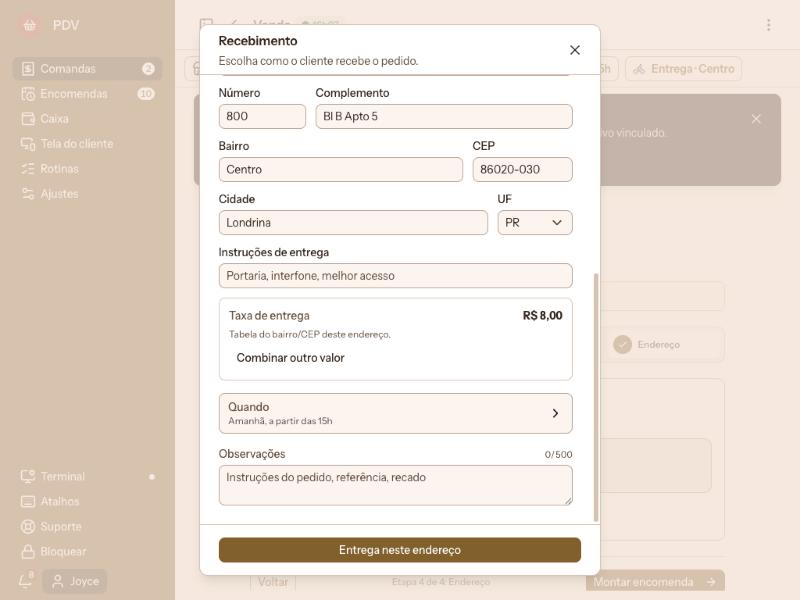 PDV
Venda
Comandas 2
Encomendas 10
Caixa
Tela do cliente
Rotinas
Ajustes
Terminal
Atalhos
Suporte
Bloquear
8
Joyce
5h
Entrega · Centro
ivo vinculado.
Endereço
Recebimento
Escolha como o cliente recebe o pedido.
Número
Complemento
800
Bl B Apto 5
Bairro
CEP
Centro
86020-030
Cidade
UF
Londrina
PR
Instruções de entrega
Portaria, interfone, melhor acesso
Taxa de entrega
R$ 8,00
Tabela do bairro/CEP deste endereço.
Combinar outro valor
Quando
Amanhã, a partir das 15h
Observações
0/500
Instruções do pedido, referência, recado
Entrega neste endereço
Voltar
Etapa 4 de 4: Endereço
Montar encomenda